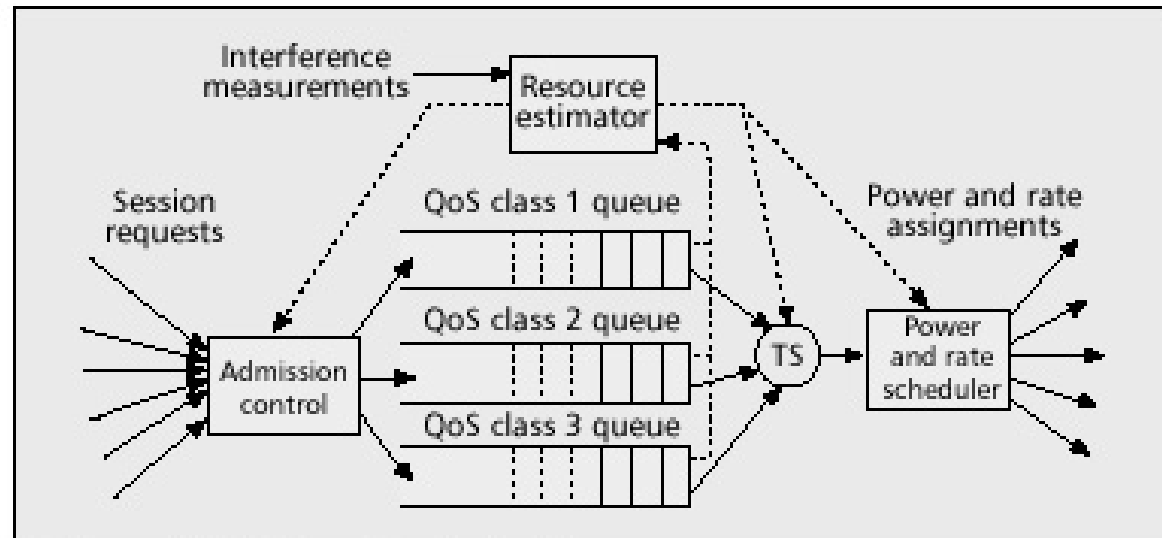 Interference
measurements
Resource
estimator
Session
requests
QoS class 1 queue
Power and rate
assignments
QoS class 2 queue
Admission
control
TS
Power
and rate
scheduler
QoS class 3 queue